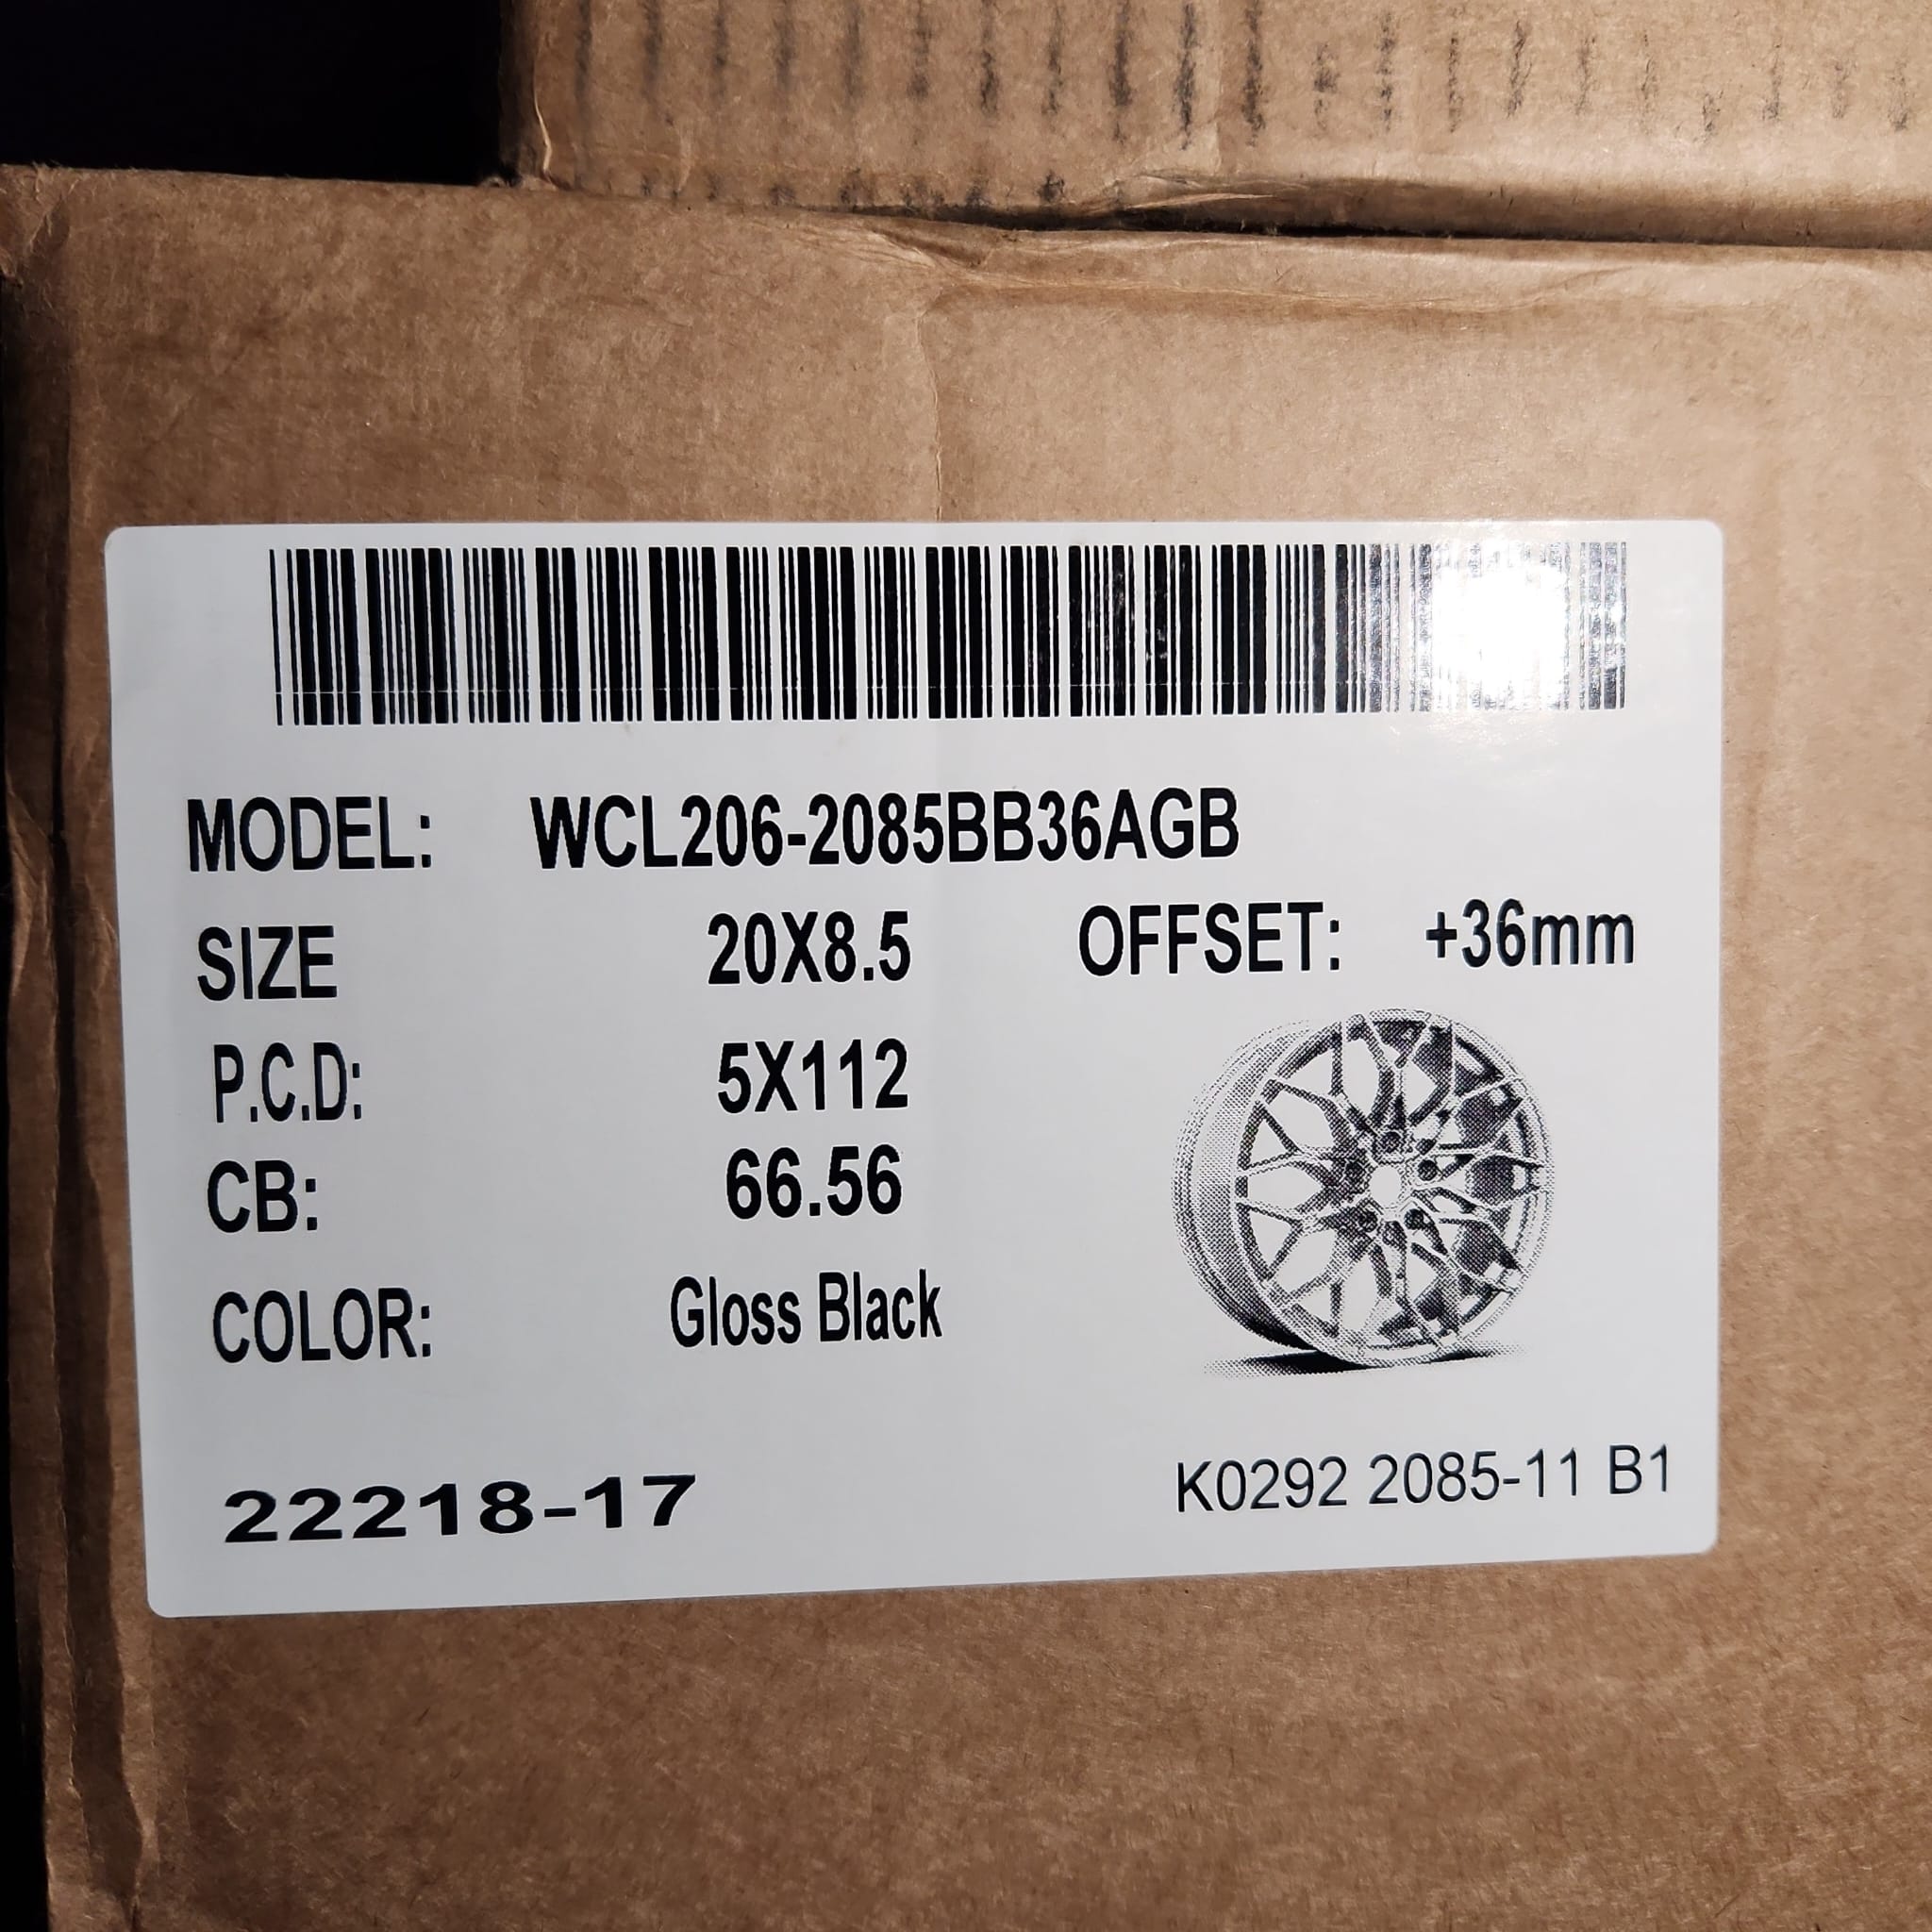 MODEL: WCL206-2085BB36AGB
SIZE 20X8.5 OFFSET: +36mm
P.C.D: 5X112
CB: 66.56
COLOR: Gloss Black
22218-17 K0292 2085-11 B1